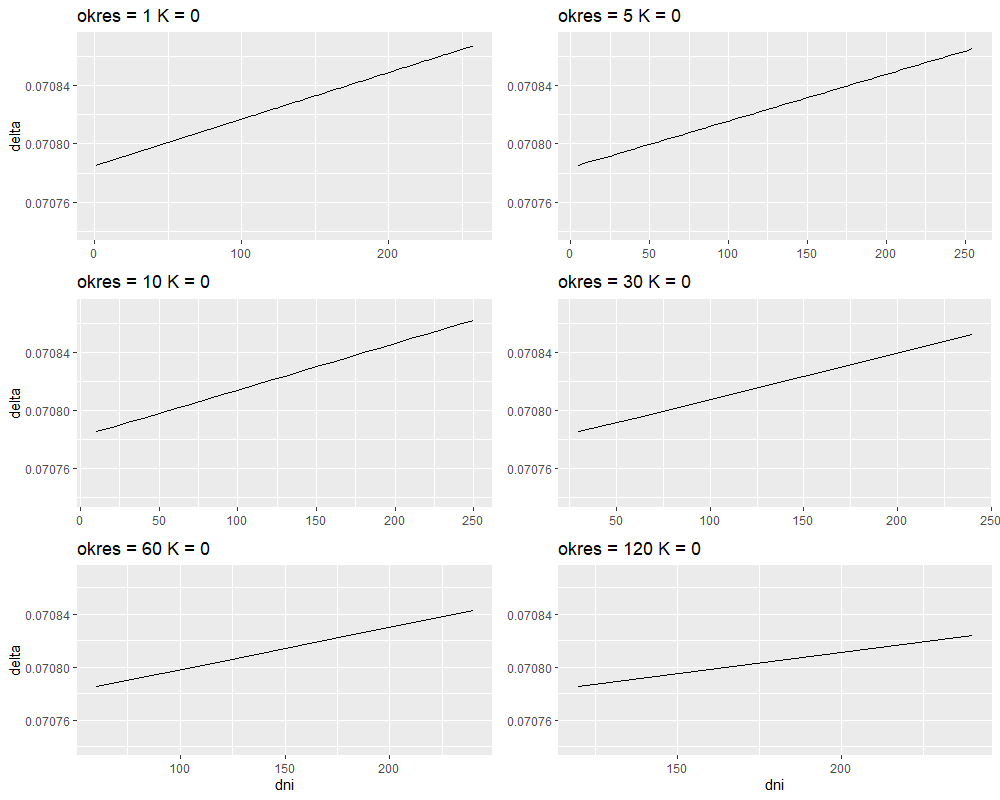 okres = 1 K = 0
okres = 5 K = 0
delta
0.07084
0.07080
0.07076
0 100 200
0.07084
0.07080
0.07076
0 50 100 150 200 250
okres = 10 K = 0
okres = 30 K = 0
delta
0.07084
0.07080
0.07076
0 50 100 150 200 250
0.07084
0.07080
0.07076
50 100 150 200 250
okres = 60 K = 0
okres = 120 K = 0
delta
0.07084
0.07080
0.07076
100 150 200
dni
0.07084
0.07080
0.07076
150 200
dni